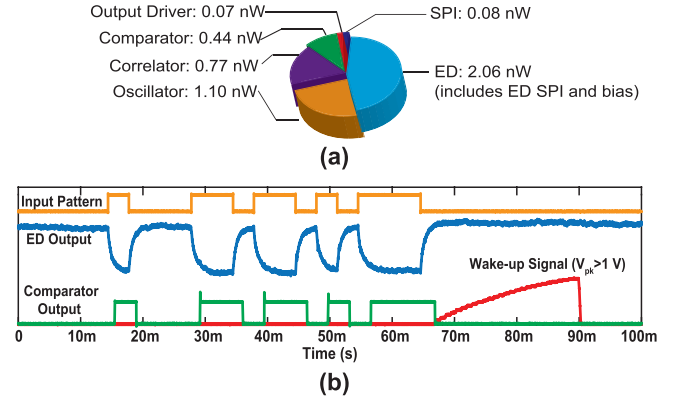 Output Driver: 0.07 nW
SPI: 0.08 nW
Comparator: 0.44 nW
Correlator: 0.77 nW
Oscillator: 1.10 nW
ED: 2.06 nW
(includes ED SPI and bias)
(a)
Input Pattern
ED Output
Wake-up Signal (Vpk>1 V)
Comparator
Output
0 10m 20m 30m 40m 50m 60m 70m 80m 90m 100m
Time (s)
(b)